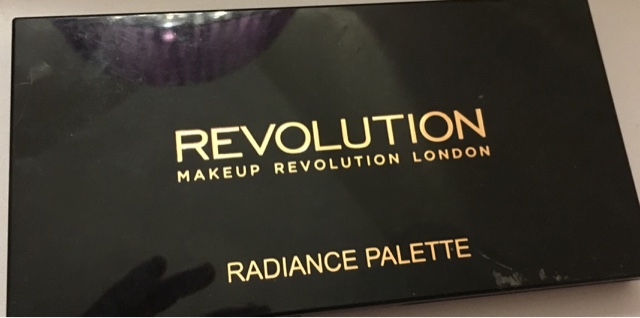 REVOLUTION
MAKEUP REVOLUTION LONDON
RADIANCE PALETTE